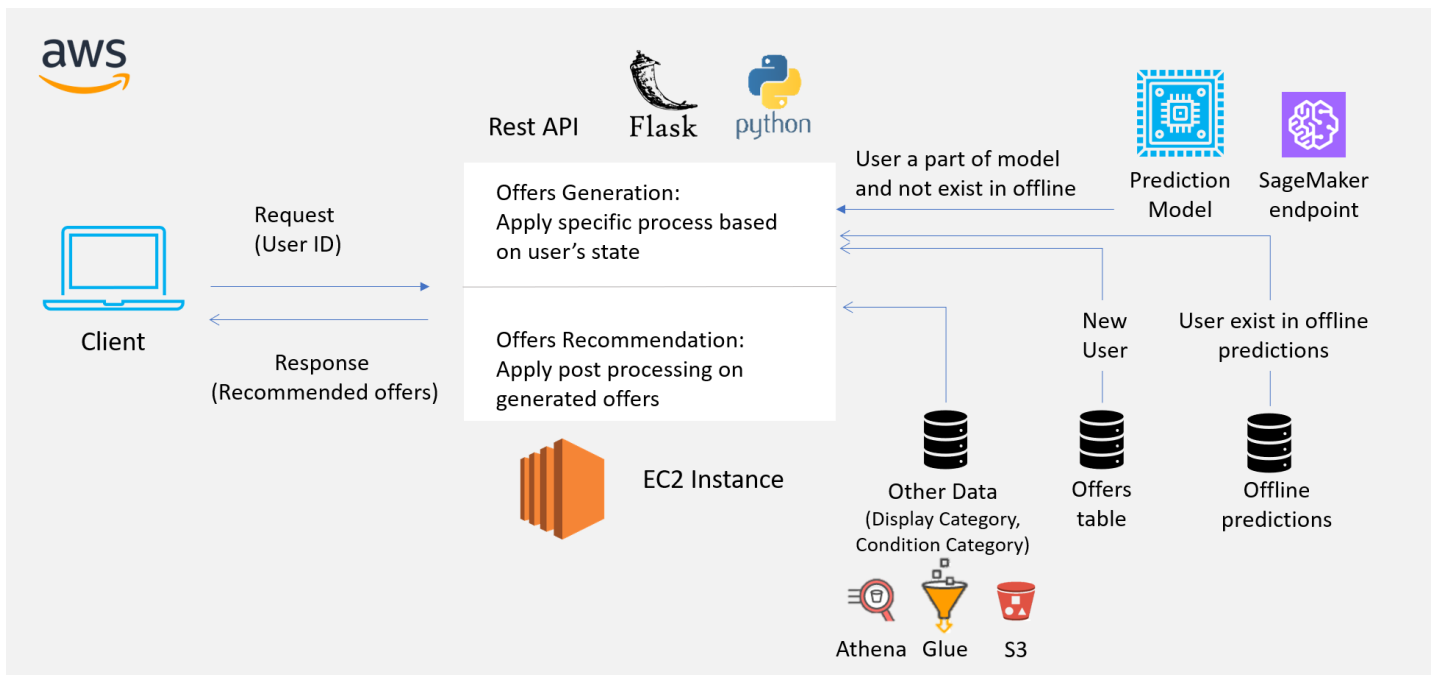 aws
Rest API
Flask
python
Offers Generation:
Apply specific process based
on user’s state
User a part of model
and not exist in offline
Prediction
Model
SageMaker
endpoint
Request
(User ID)
Client
Response
(Recommended offers)
Offers Recommendation:
Apply post processing on
generated offers
New
User
User exist in offline
predictions
EC2 Instance
Other Data
(Display Category,
Condition Category)
Offers
table
Offline
predictions
Athena
Glue
S3